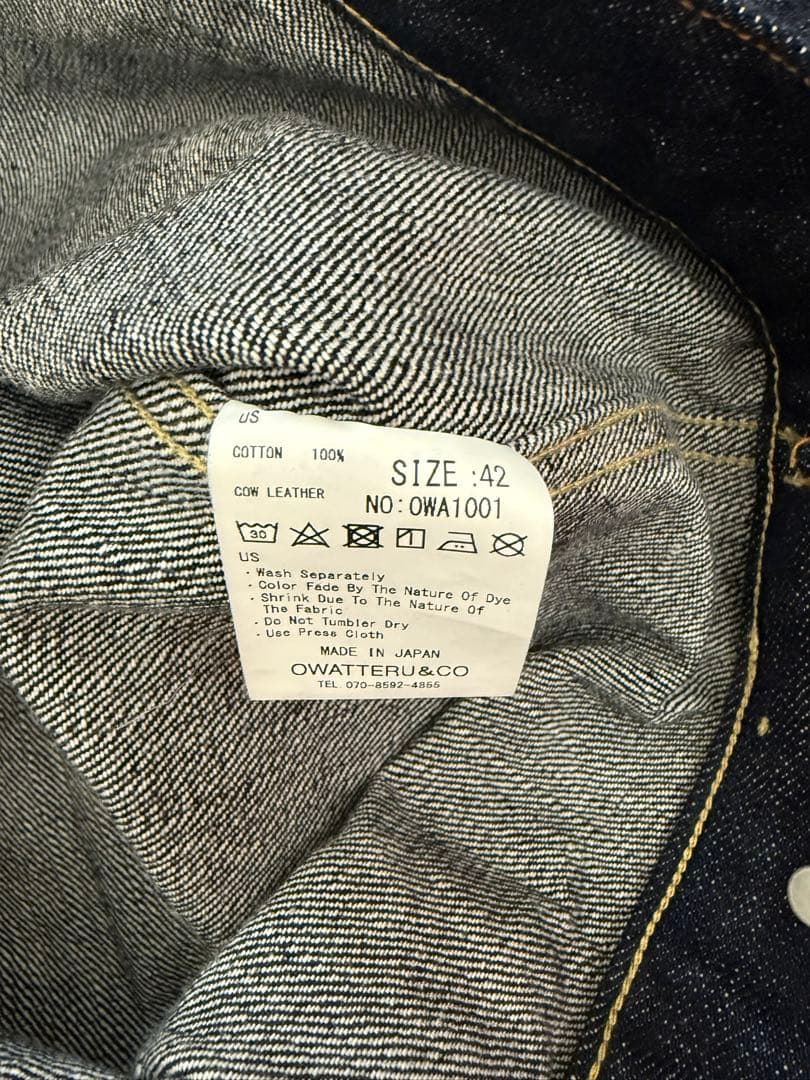 US
COTTON 100%
SIZE :42
COW LEATHER
NO:OWA1001
30
US
· Wash Separately
· Color Fade By The Nature Of Dye
· Shrink Due To The Nature Of
The Fabric
· Do Not Tumbler Dry
· Use Press Cloth
MADE IN JAPAN
OWATTERU&CO
TEL. 070-8592-4855